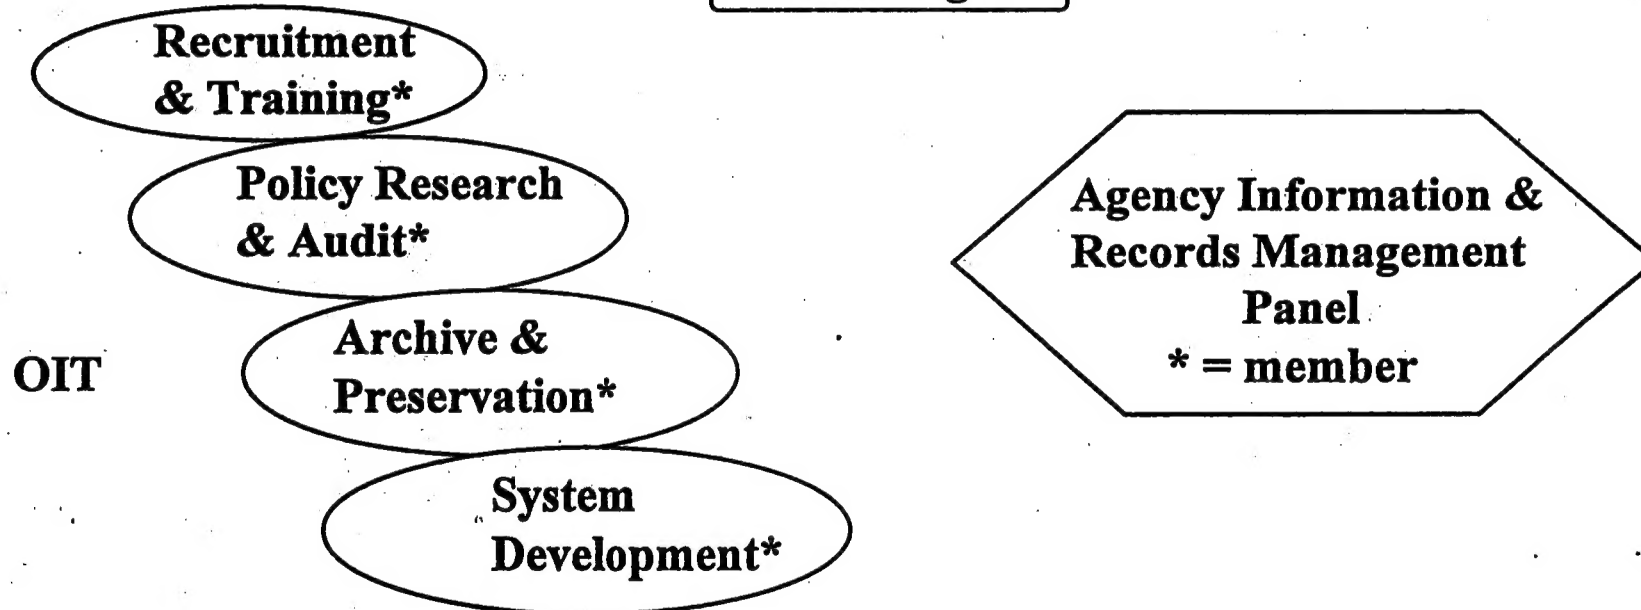 Recruitment
& Training*
Policy Research
& Audit*
Agency Information &
Records Management
Panel
* = member
OIT
Archive &
Preservation*
System
Development*